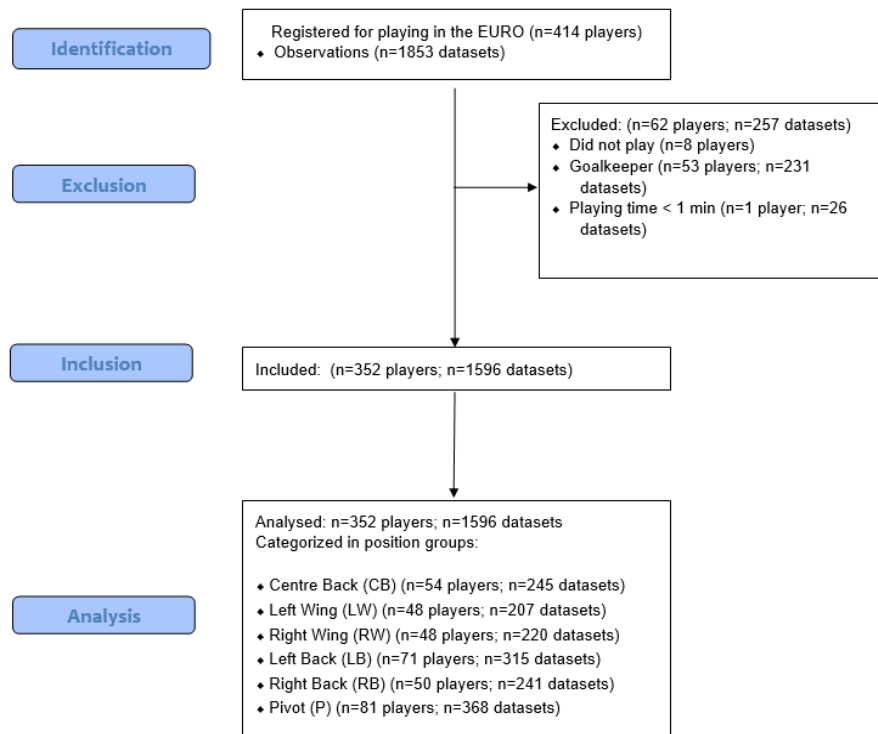 Identification
Registered for playing in the EURO (n=414 players)
⬥ Observations (n=1853 datasets)
Exclusion
Excluded: (n=62 players; n=257 datasets)
⬥ Did not play (n=8 players)
⬥ Goalkeeper (n=53 players; n=231
datasets)
⬥ Playing time < 1 min (n=1 player; n=26
datasets)
Inclusion
Included:  (n=352 players; n=1596 datasets)
Analysis
Analysed: n=352 players; n=1596 datasets
Categorized in position groups:
⬥ Centre Back (CB) (n=54 players; n=245 datasets)
⬥ Left Wing (LW) (n=48 players; n=207 datasets)
⬥ Right Wing (RW) (n=48 players; n=220 datasets)
⬥ Left Back (LB) (n=71 players; n=315 datasets)
⬥ Right Back (RB) (n=50 players; n=241 datasets)
⬥ Pivot (P) (n=81 players; n=368 datasets)